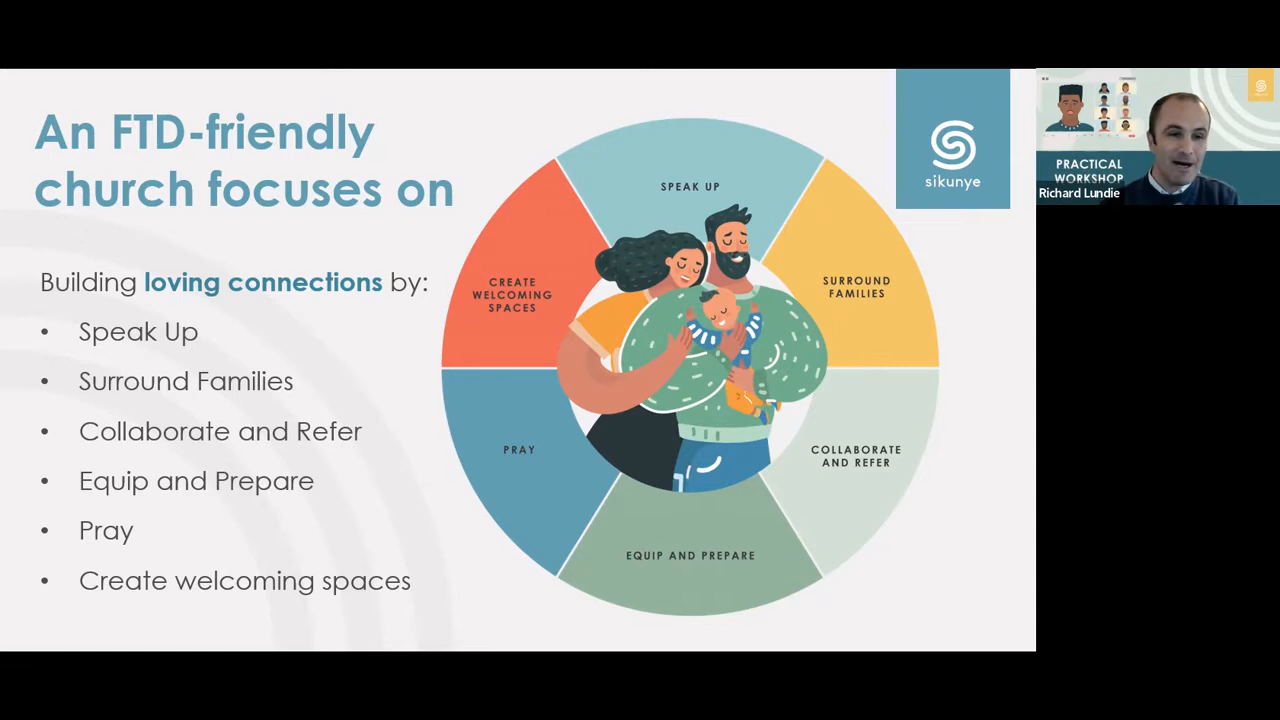 An FTD-friendly
church focuses on
Building loving connections by:
• Speak Up
• Surround Families
• Collaborate and Refer
• Equip and Prepare
• Pray
• Create welcoming spaces
SPEAK UP
SURROUND
FAMILIES
COLLABORATE
AND REFER
EQUIP AND PREPARE
PRAY
CREATE
WELCOMING
SPACES
sikunye
PRACTICAL
WORKSHOP
Richard Lundie